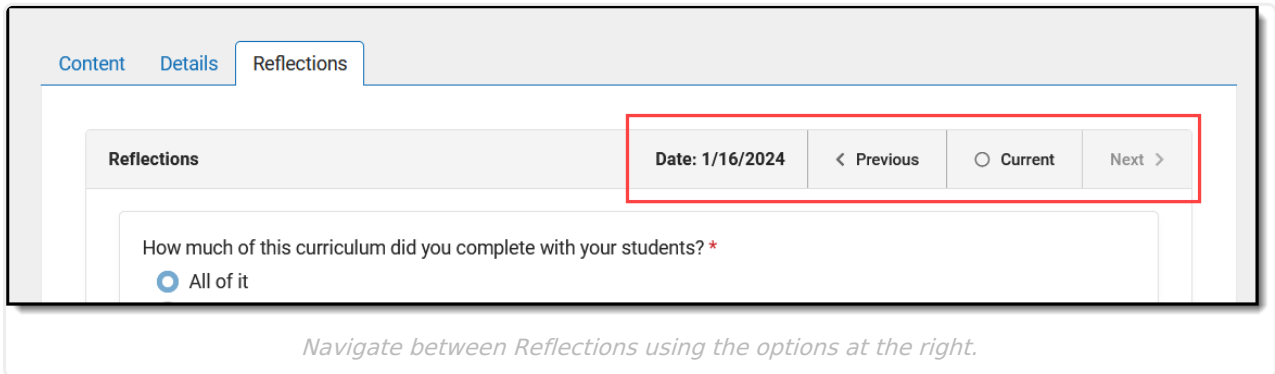 Content Details Reflections
Reflections Date: 1/16/2024 Previous Current Next
How much of this curriculum did you complete with your students? *
All of it
Navigate between Reflections using the options at the right.